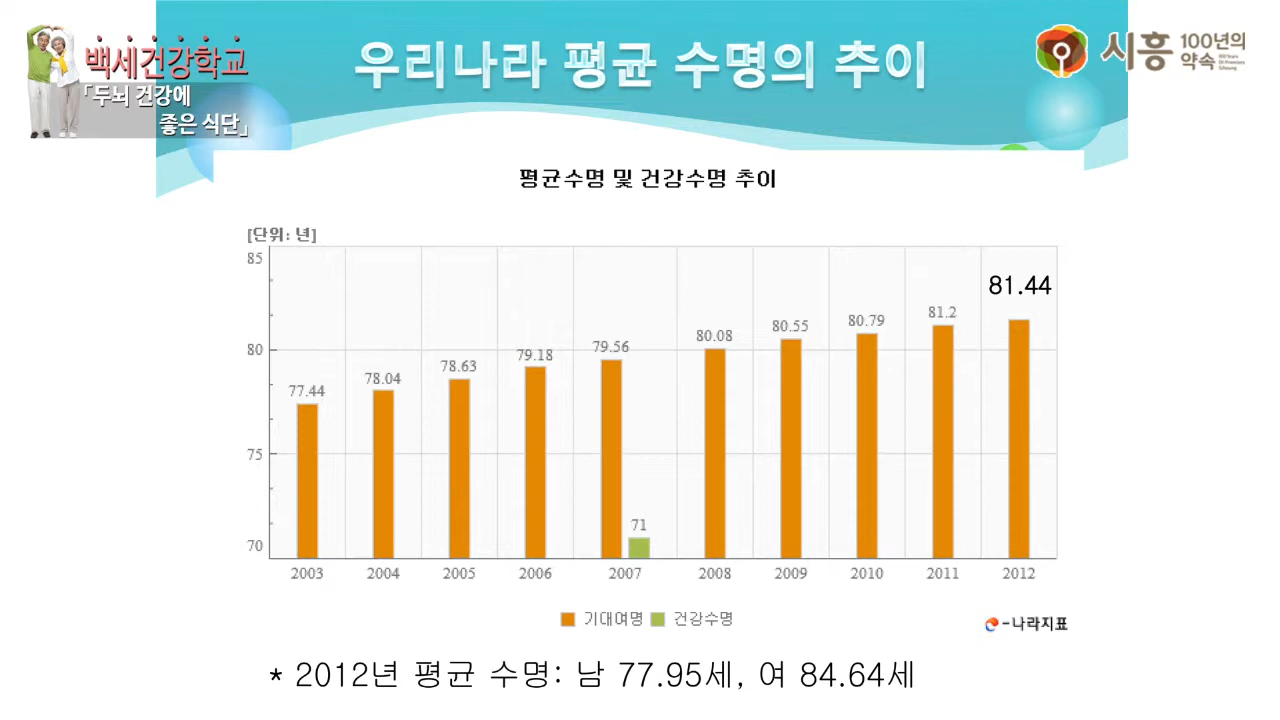 백세건강학교
「두뇌 건강에
좋은 식단」
우리나라 평균 수명의 추이
시흥
100년의
약속
평균수명 및 건강수명 추이
[단위: 년]
85
80
75
70
77.44
78.04
78.63
79.18
79.56
71
80.08
80.55
80.79
81.2
81.44
2003 2004 2005 2006 2007 2008 2009 2010 2011 2012
기대여명 건강수명
e-나라지표
* 2012년 평균 수명: 남 77.95세, 여 84.64세